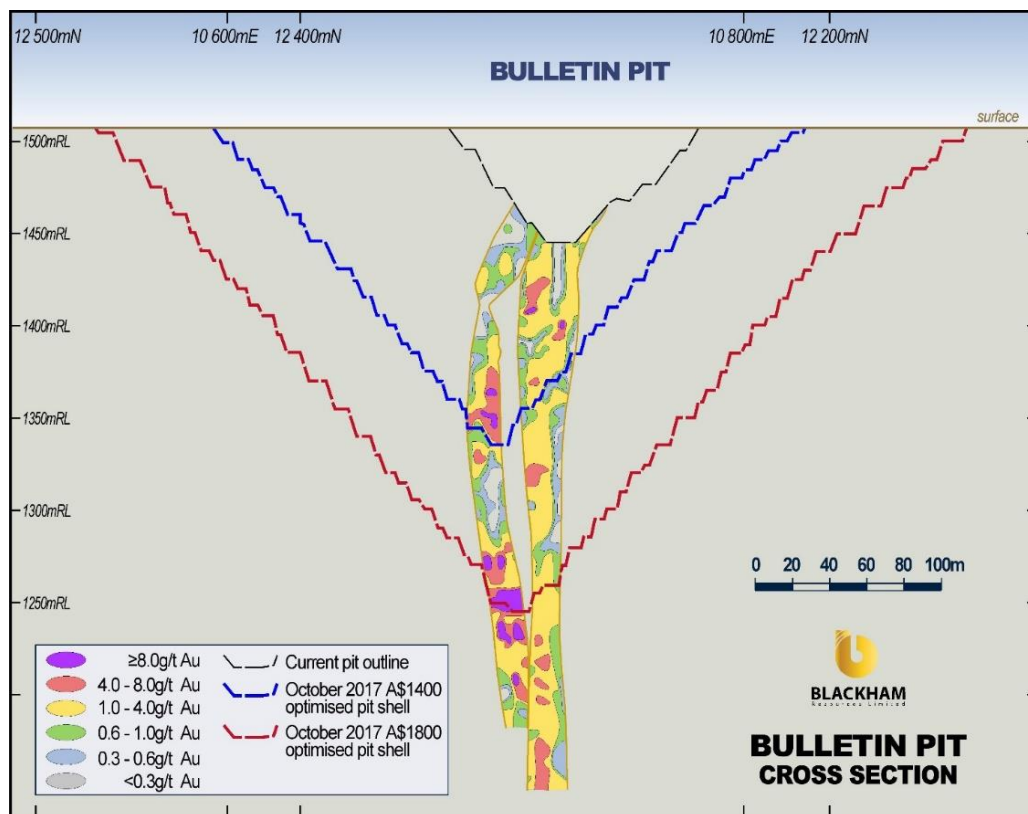 12 500mN
10 600mE
12 400mN
10 800mE
12 200mN
BULLETIN PIT
surface
1500mRL
1450mRL
1400mRL
1350mRL
1300mRL
1250mRL
0 20 40 60 80 100m
≥8.0g/t Au
4.0 - 8.0g/t Au
1.0 - 4.0g/t Au
0.6 - 1.0g/t Au
0.3 - 0.6g/t Au
<0.3g/t Au
Current pit outline
October 2017 A$1400
optimised pit shell
October 2017 A$1800
optimised pit shell
BLACKHAM
Resources Limited
BULLETIN PIT
CROSS SECTION